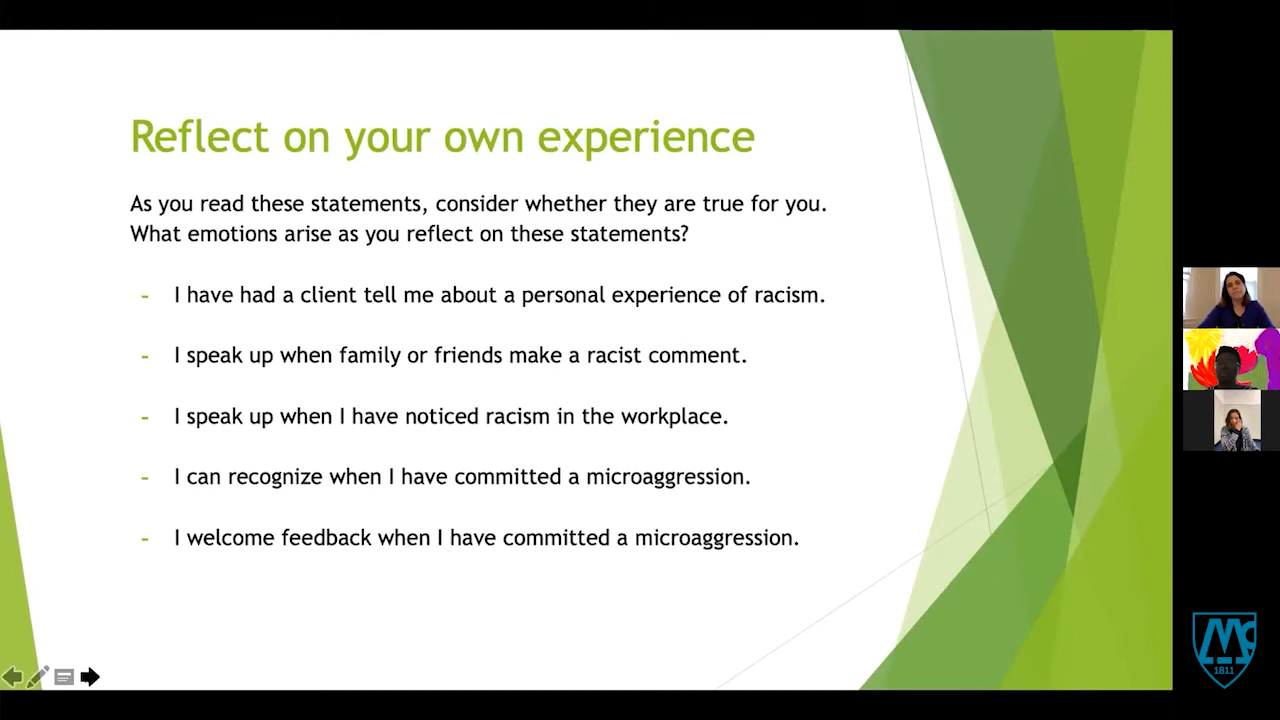 Reflect on your own experience
As you read these statements, consider whether they are true for you.
What emotions arise as you reflect on these statements?
- I have had a client tell me about a personal experience of racism.
- I speak up when family or friends make a racist comment.
- I speak up when I have noticed racism in the workplace.
- I can recognize when I have committed a microaggression.
- I welcome feedback when I have committed a microaggression.
Mc
1811